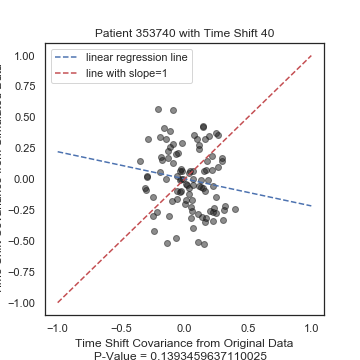 Patient 353740 with Time Shift 40
linear regression line
line with slope=1
1.00
0.75
0.50
0.25
0.00
−0.25
−0.50
−0.75
−1.00
−1.0
−0.5
0.0
0.5
1.0
Time Shift Covariance from Original Data
P-Value = 0.1393459637110025